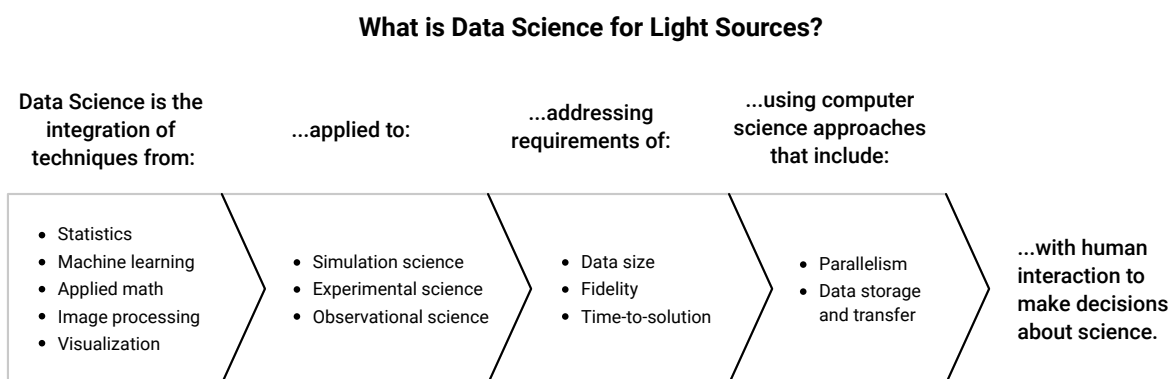 What is Data Science for Light Sources?
Data Science is the
integration of
techniques from:
...applied to:
...addressing
requirements of:
...using computer
science approaches
that include:
• Statistics
• Machine learning
• Applied math
• Image processing
• Visualization
• Simulation science
• Experimental science
• Observational science
• Data size
• Fidelity
• Time-to-solution
• Parallelism
• Data storage
and transfer
...with human
interaction to
make decisions
about science.